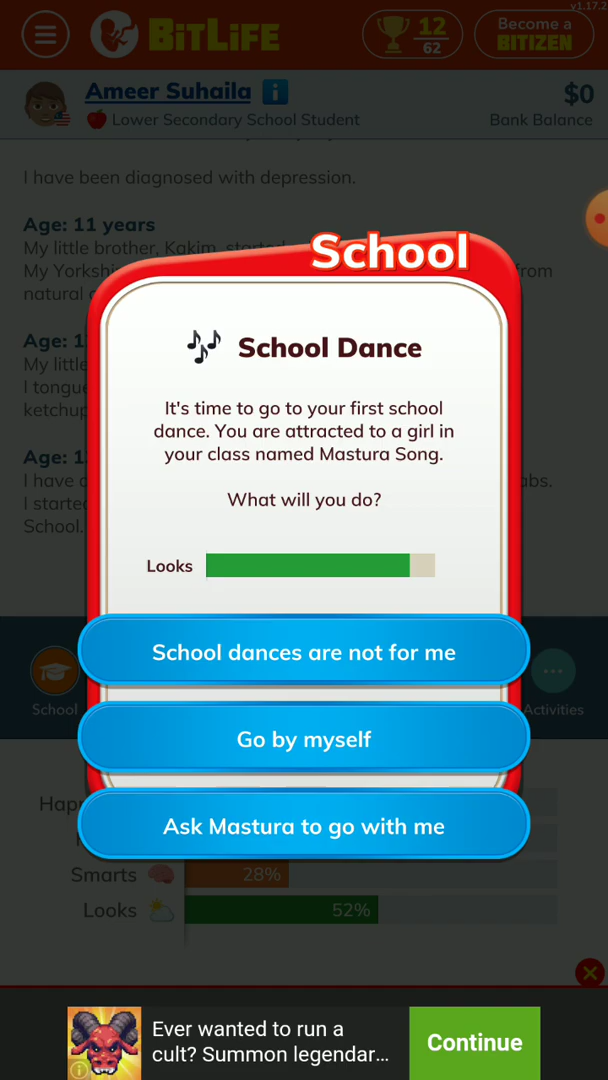 v1.17.2
BiTLiFE
12
62
Become a
BITIZEN
Ameer Suhaila
$0
Lower Secondary School Student
Bank Balance
I have been diagnosed with depression.
Age: 11 years
My little brother, Kakim, started
My Yorkshi
from
natural
School
Age: 1
My little
I tongue
ketchup
School Dance
It's time to go to your first school
dance. You are attracted to a girl in
your class named Mastura Song.
What will you do?
Age: 1
I have
abs.
I starte
School.
Looks
School dances are not for me
School
Activities
Go by myself
Happ
Ask Mastura to go with me
Smarts
28%
Looks
52%
Ever wanted to run a
cult? Summon legendar...
Continue